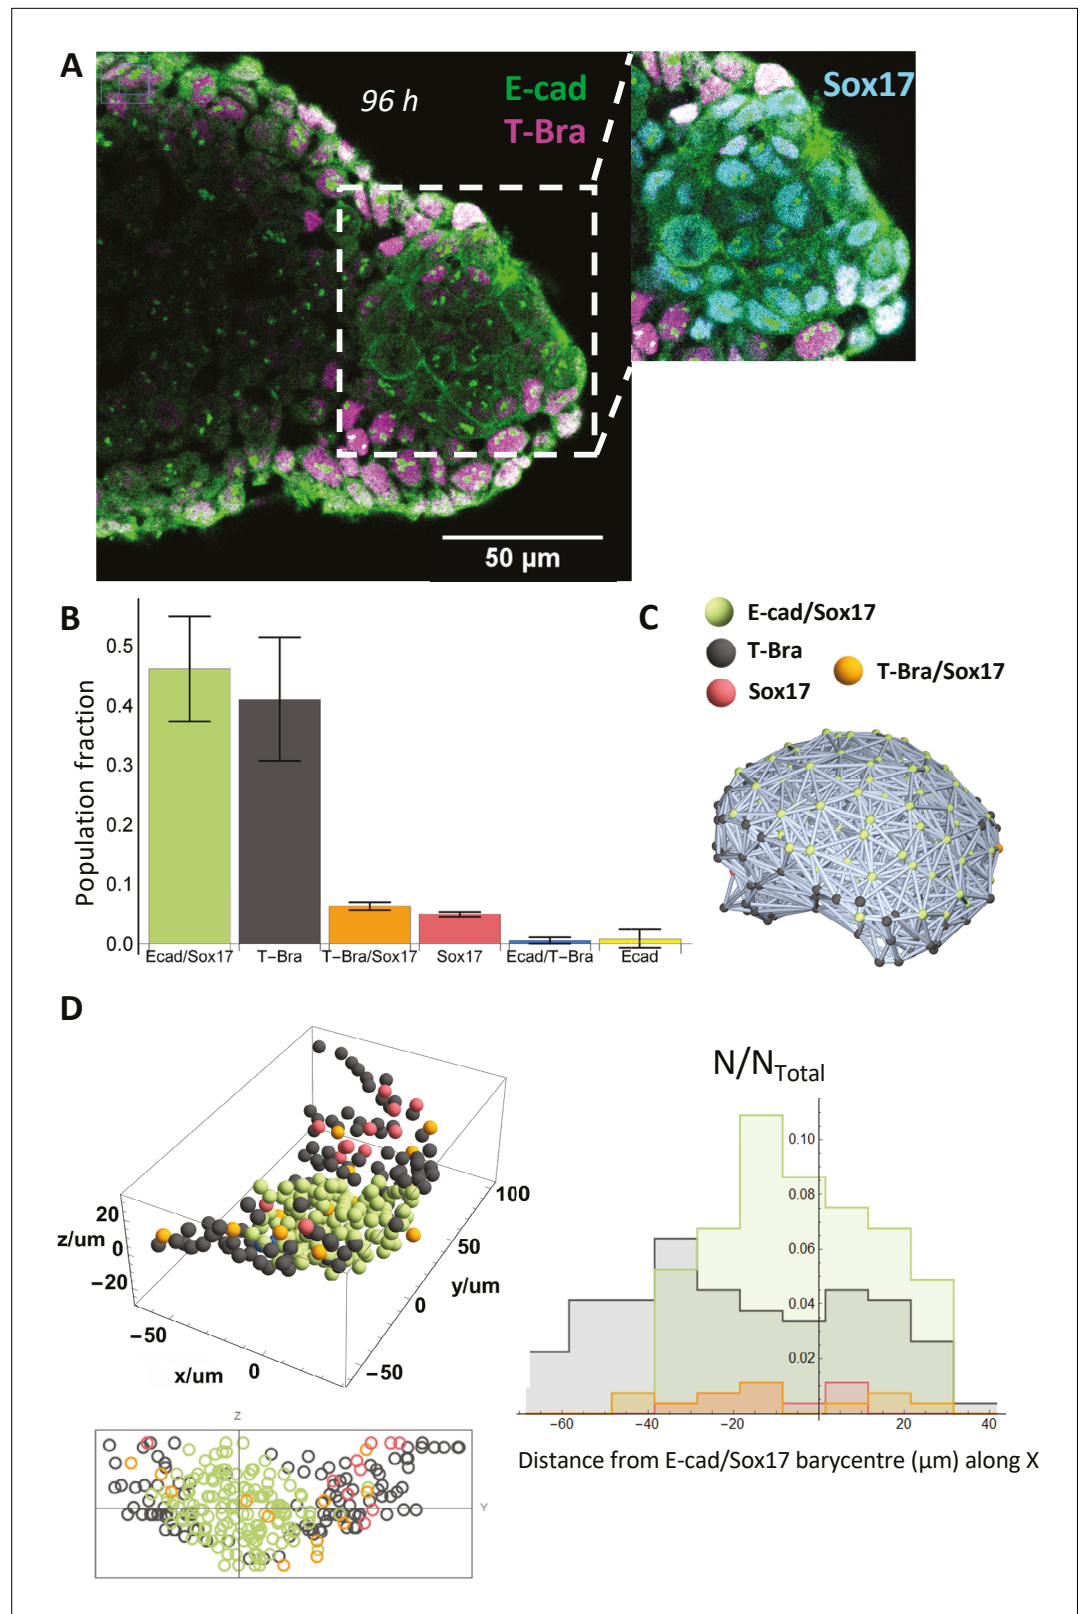 A
96 h
E-cad
T-Bra
Sox17
50 µm
B
Population fraction
0.5
0.4
0.3
0.2
0.1
0.0
Ecad/Sox17 T-Bra T-Bra/Sox17 Sox17 Ecad/T-Bra Ecad
C
E-cad/Sox17
T-Bra
Sox17
T-Bra/Sox17
D
20
z/um 0
-20
-50
x/um
0
-50
0
y/um
50
100
Z
Y
N/NTotal
0.10
0.08
0.06
0.04
0.02
-60 -40 -20 0 20 40
Distance from E-cad/Sox17 barycentre (µm) along X